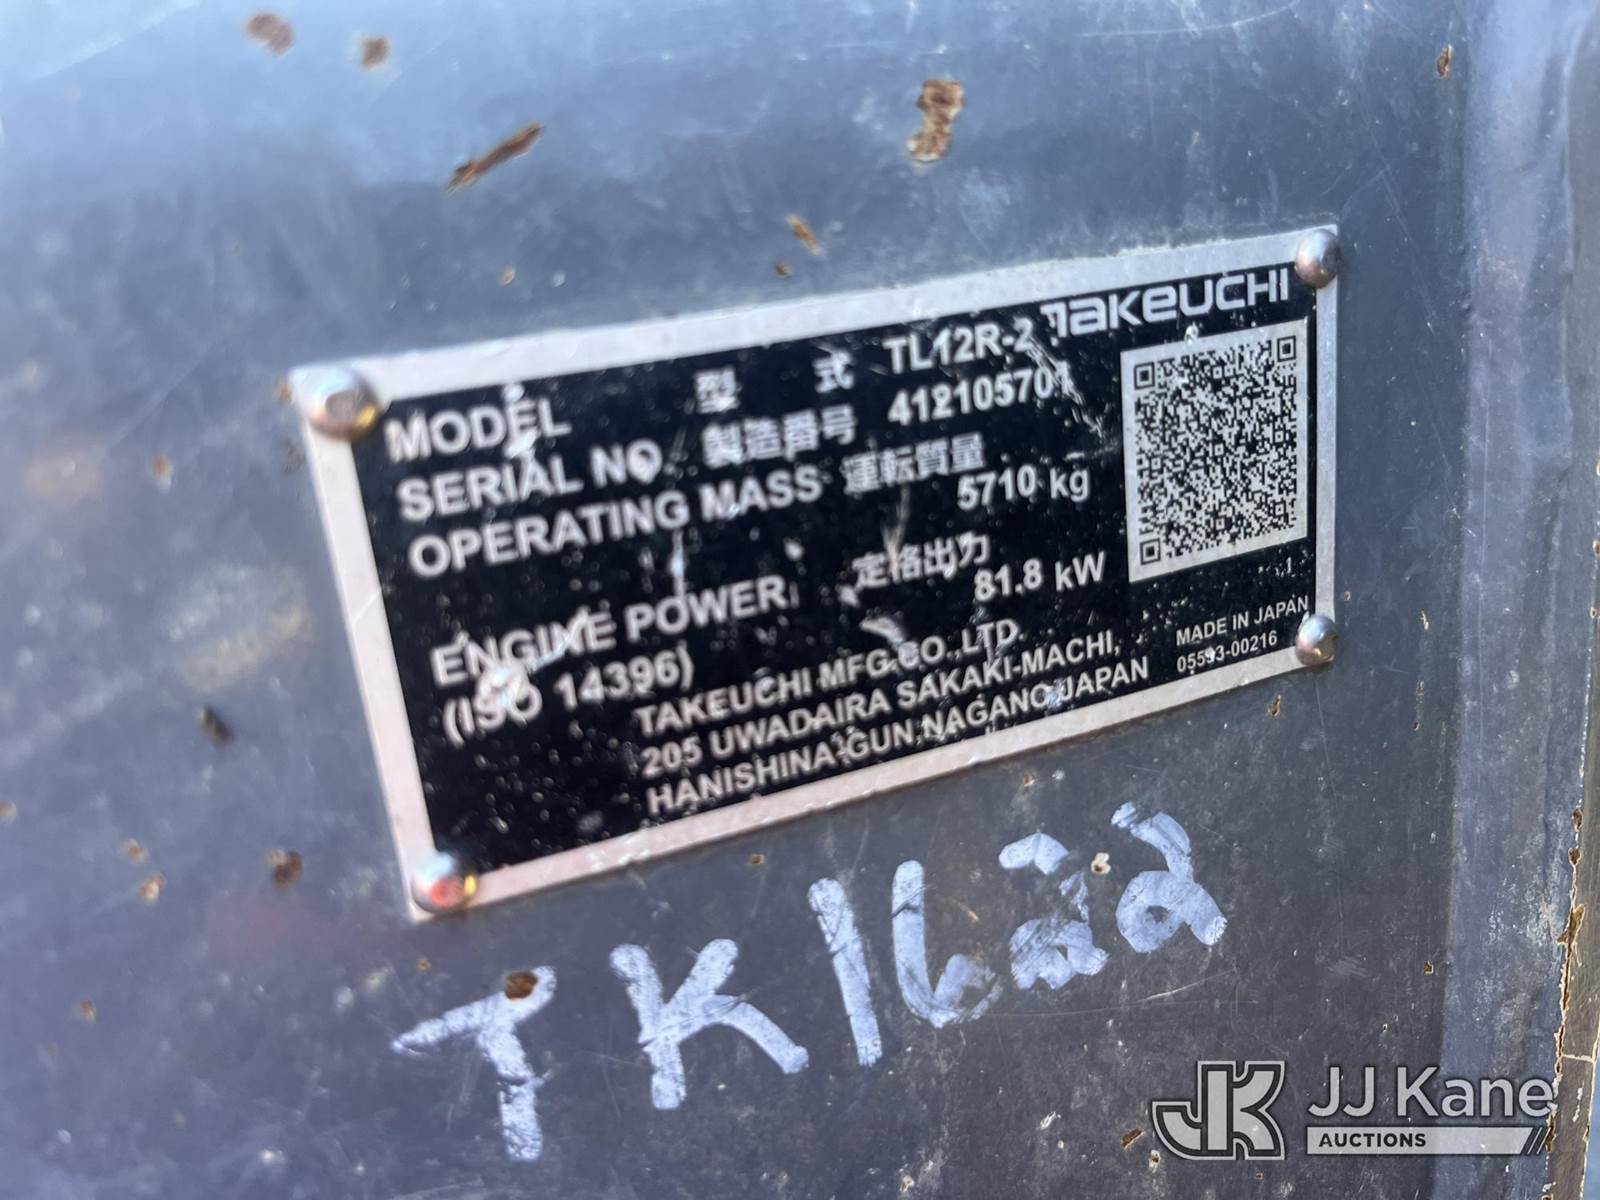 TAKEUCHI
MODEL 型 式 TL12R-2
SERIAL NO. 製造番号 412105701
OPERATING MASS 運転質量
5710 kg
ENGINE POWER 定格出力
(ISO 14396) 81.8 kW
TAKEUCHI MFG.CO.,LTD.
205 UWADAIRA SAKAKI-MACHI,
HANISHINA-GUN,NAGANO,JAPAN
MADE IN JAPAN
05593-00216
TK1622
JK JJ Kane
AUCTIONS